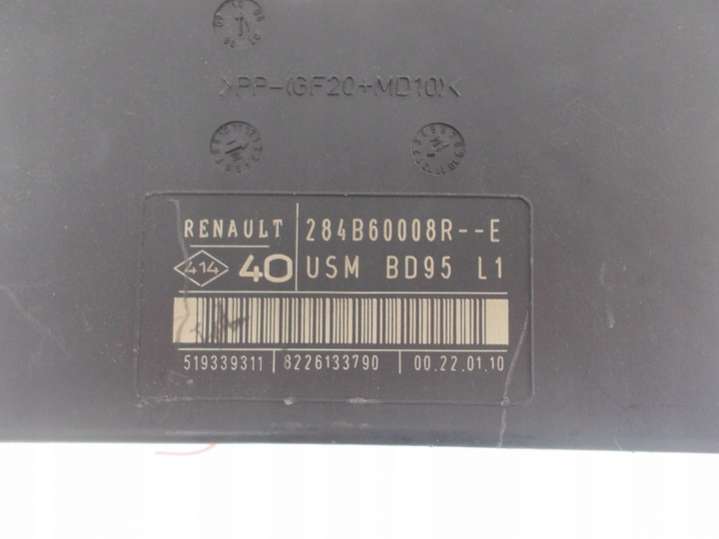 >PP-(GF20+MD10)<
RENAULT 284B60008R--E
414 40 USM BD95 L1
519339311 8226133790 00.22.01.10